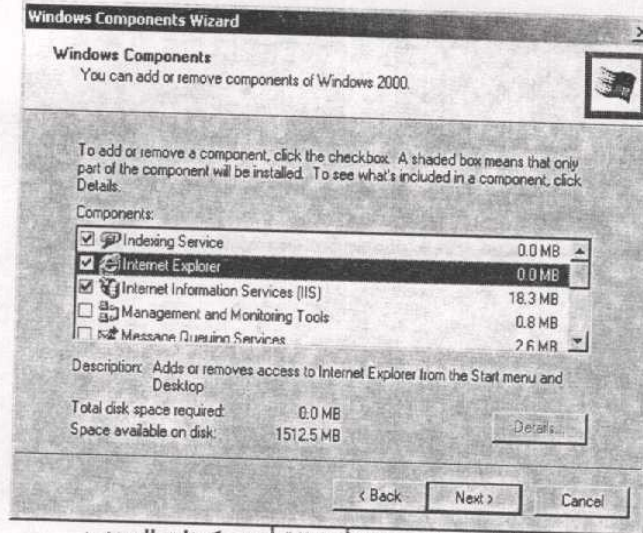 Windows Components Wizard
Windows Components
You can add or remove components of Windows 2000.
To add or remove a component, click the checkbox. A shaded box means that only
part of the component will be installed. To see what's included in a component, click
Details.
Components:
Indexing Service 0.0 MB
Internet Explorer 0.0 MB
Internet Information Services (IIS) 18.3 MB
Management and Monitoring Tools 0.8 MB
Message Queuing Services 2.6 MB
Description: Adds or removes access to Internet Explorer from the Start menu and
Desktop
Total disk space required: 0.0 MB
Space available on disk: 1512.5 MB
Details...
< Back Next > Cancel